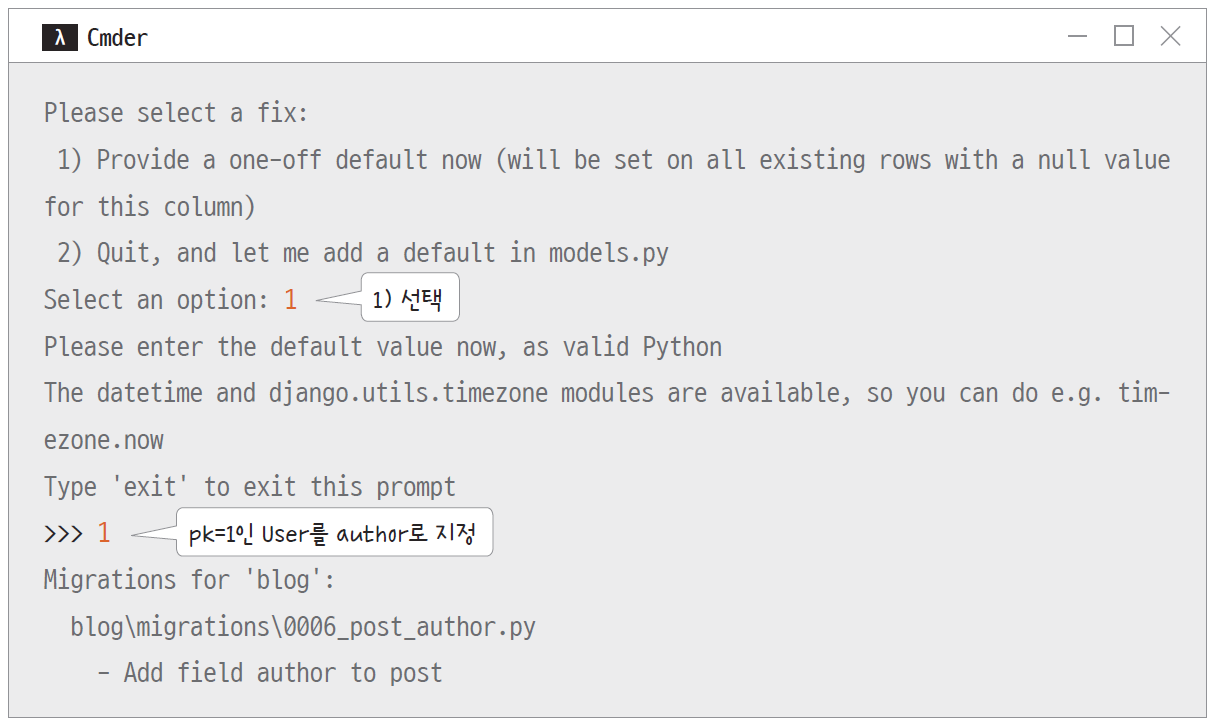 λ Cmder
Please select a fix:
1) Provide a one-off default now (will be set on all existing rows with a null value
for this column)
2) Quit, and let me add a default in models.py
Select an option: 1 1) 선택
Please enter the default value now, as valid Python
The datetime and django.utils.timezone modules are available, so you can do e.g. tim-
ezone.now
Type 'exit' to exit this prompt
>>> 1 pk=1인 User를 author로 지정
Migrations for 'blog':
blog\migrations\0006_post_author.py
- Add field author to post